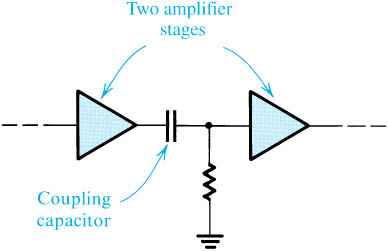 Two amplifier
stages
Coupling
capacitor